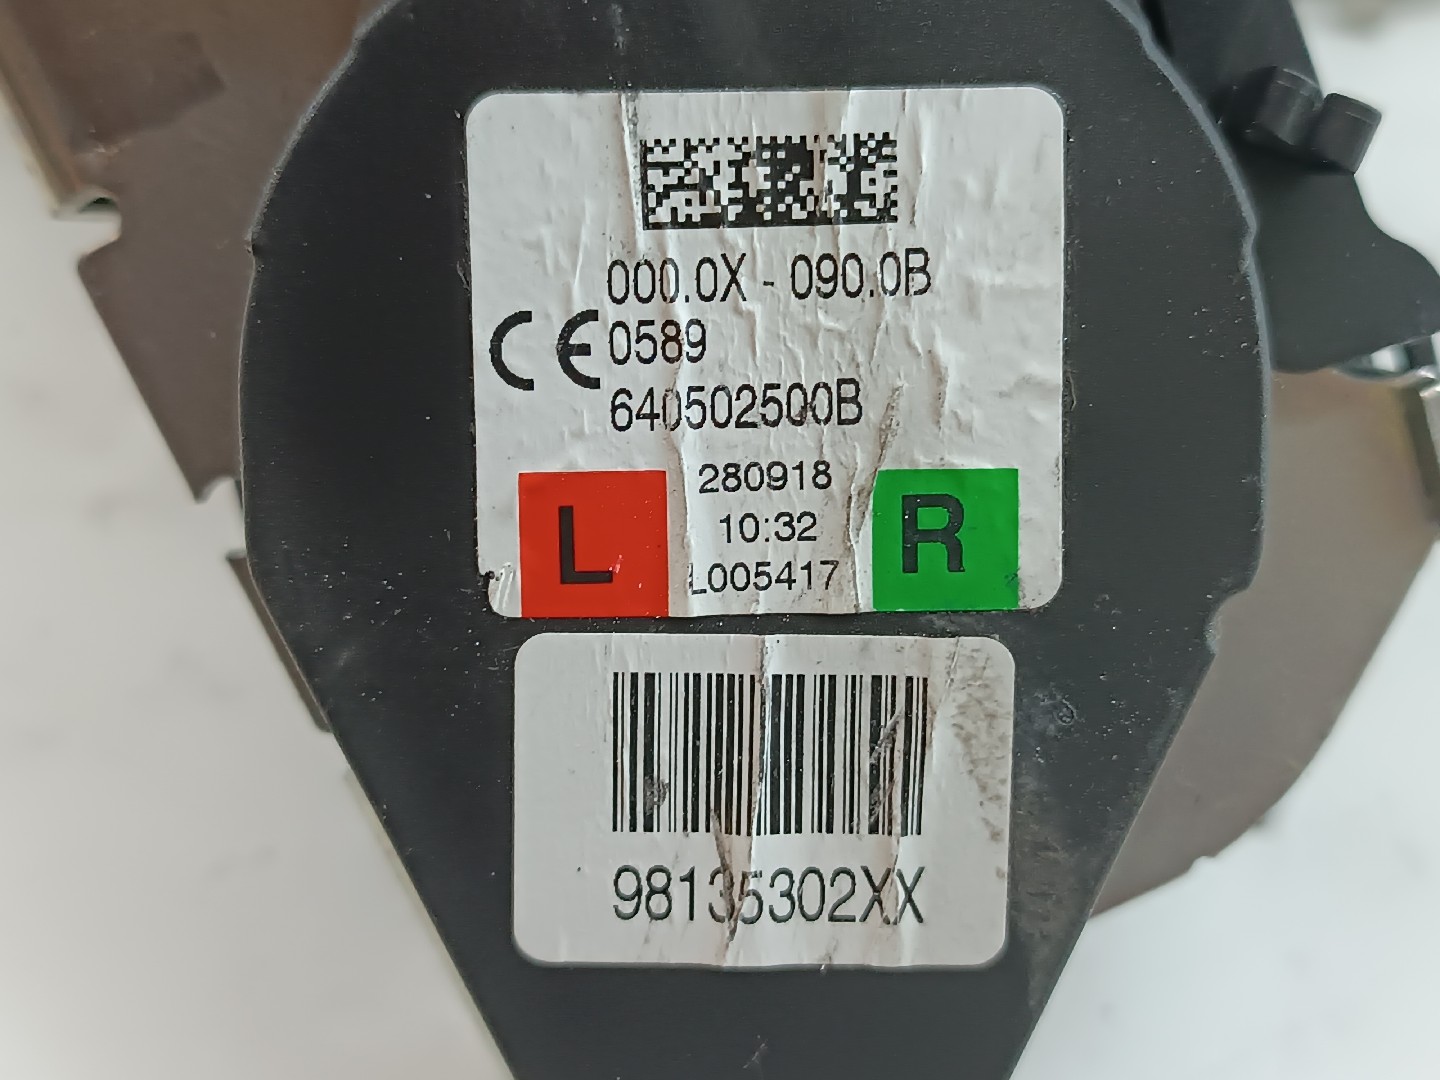 000.0X - 090.0B
CE 0589
640502500B
280918
L 10:32 R
L005417
98135302XX